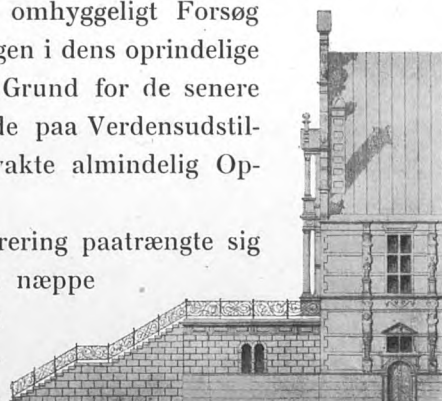 omhyggeligt Forsøg
gen i dens oprindelige
Grund for de senere
de paa Verdensudstil-
vakte almindelig Op-
rering paatrængte sig
næppe